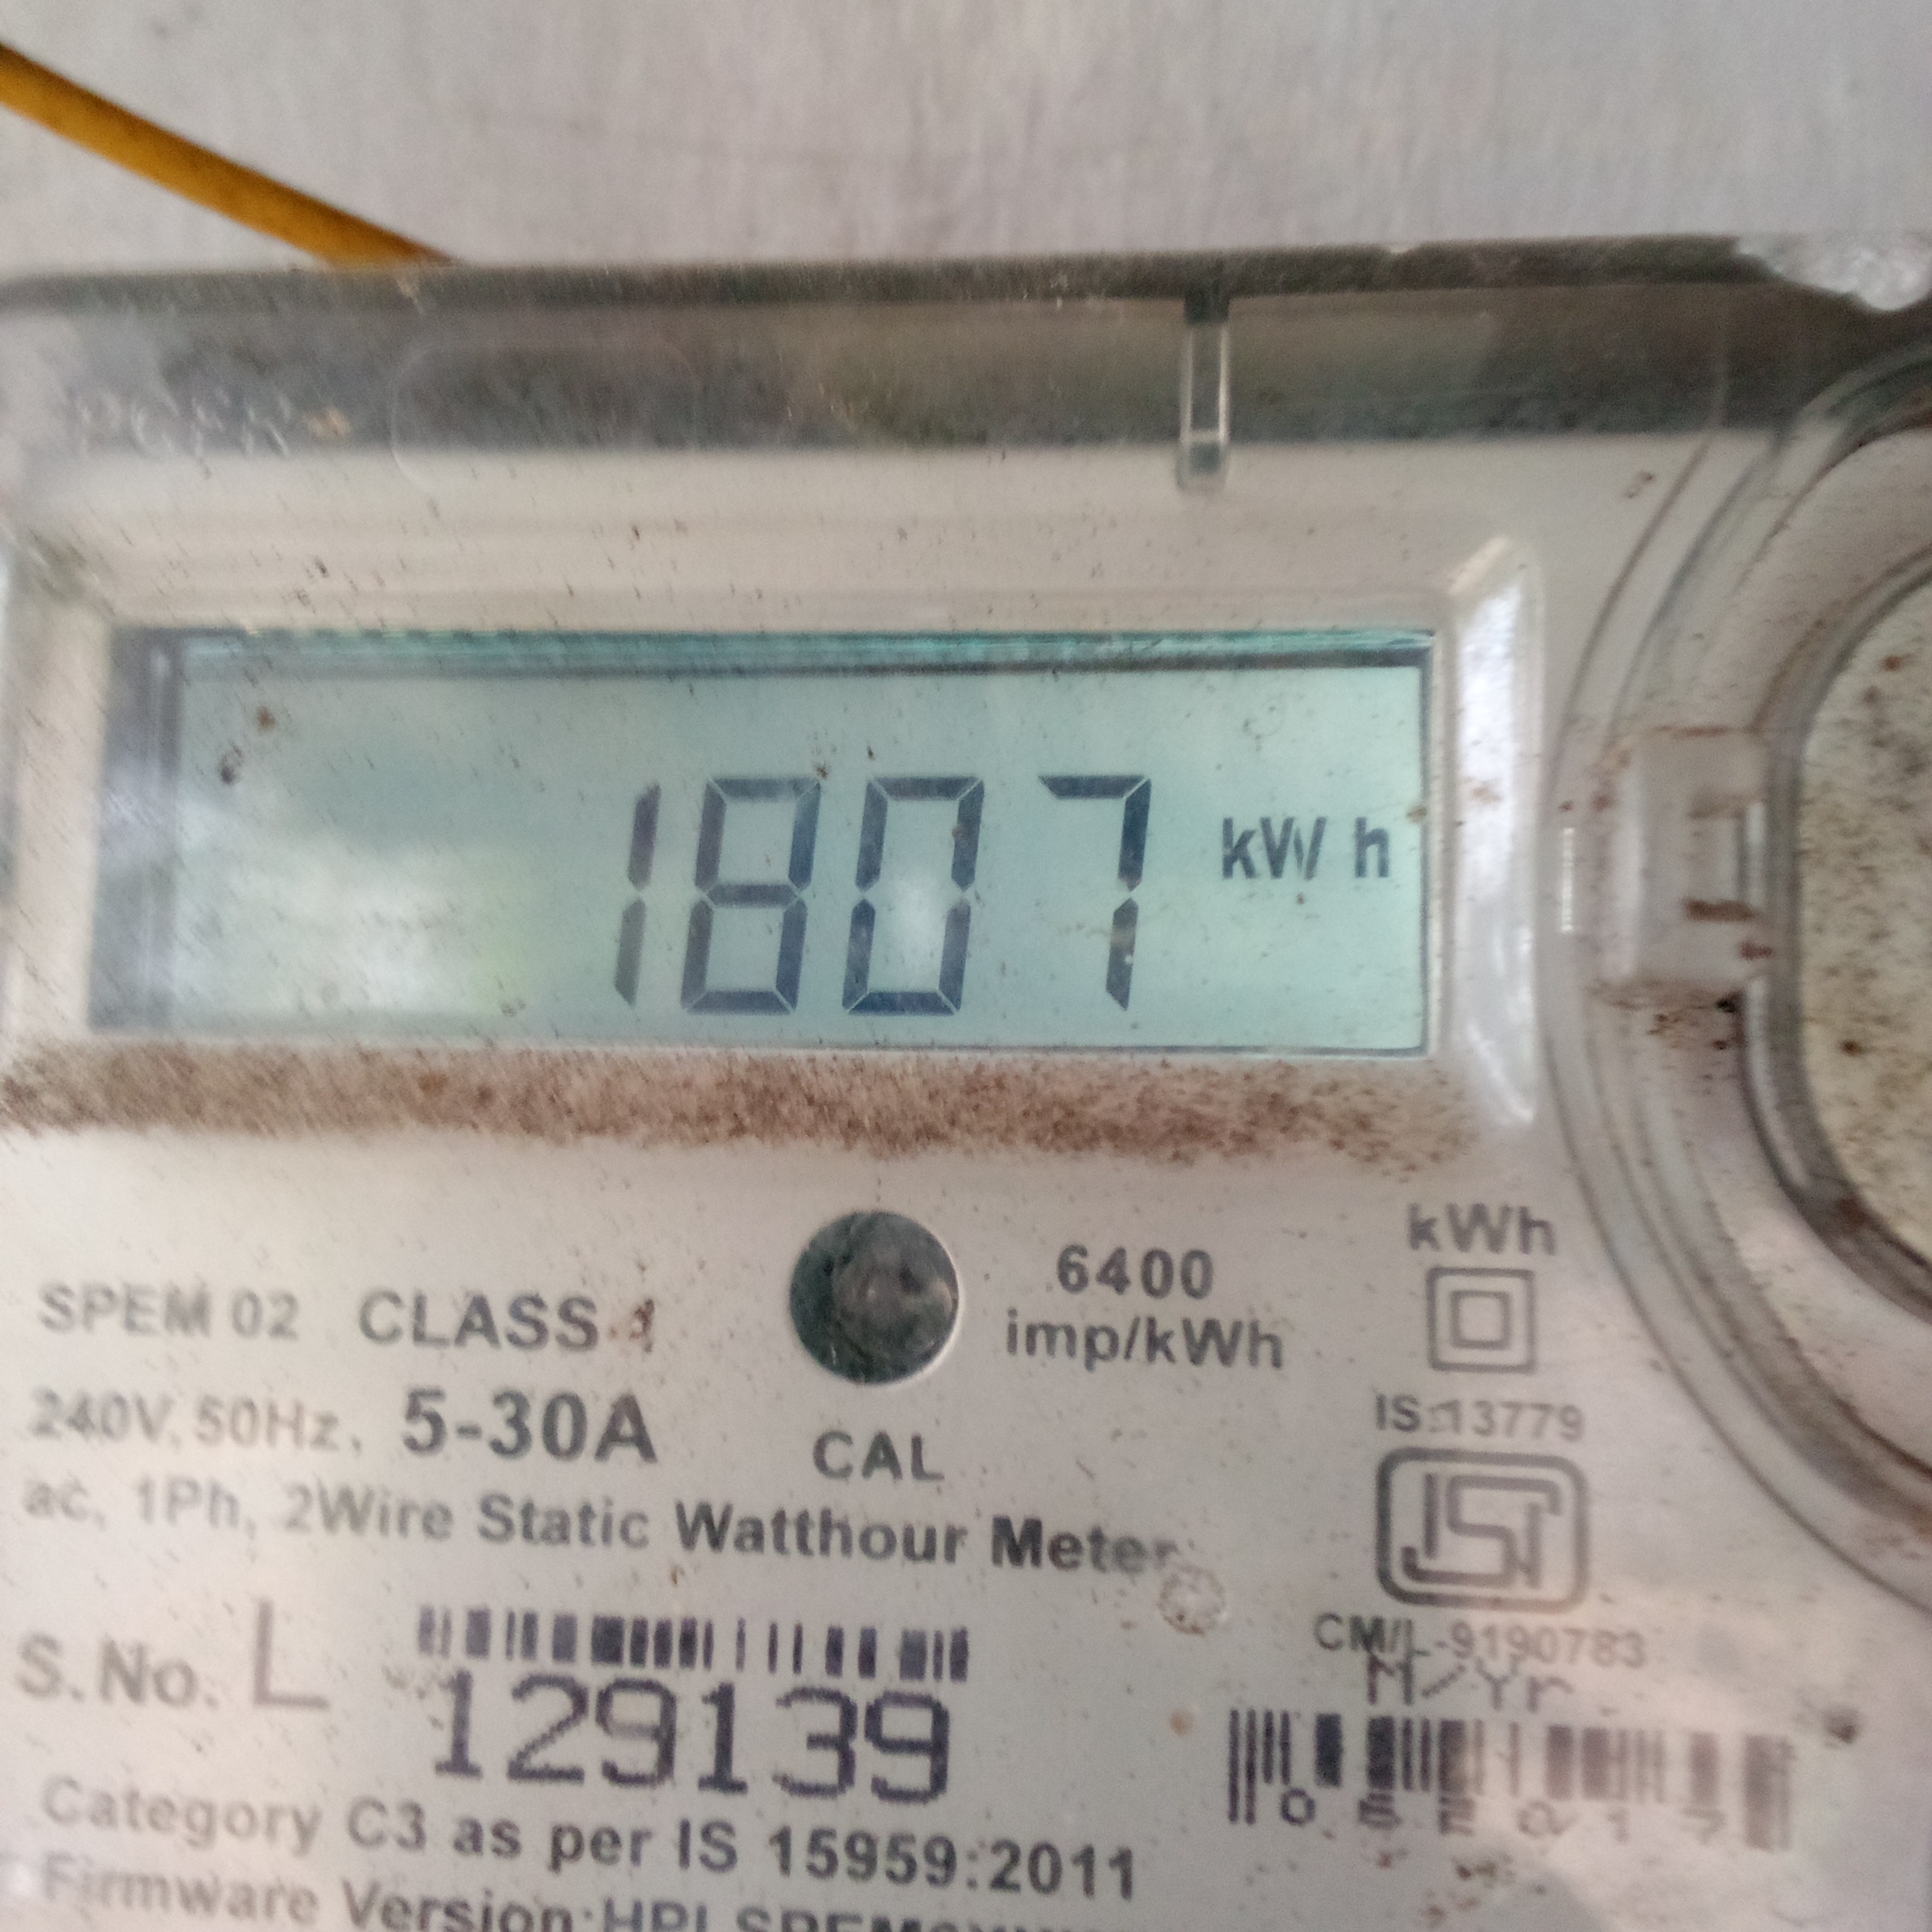 1807 kWh
kWh
6400
SPEM 02 CLASS 1
imp/kWh
240V, 50Hz, 5-30A
IS:13779
CAL
ac, 1Ph, 2Wire Static Watthour Meter
ISI
CM/L-9190783
S.No. L
M/Yr
129139
Category C3 as per IS 15959:2011
Firmware Version: